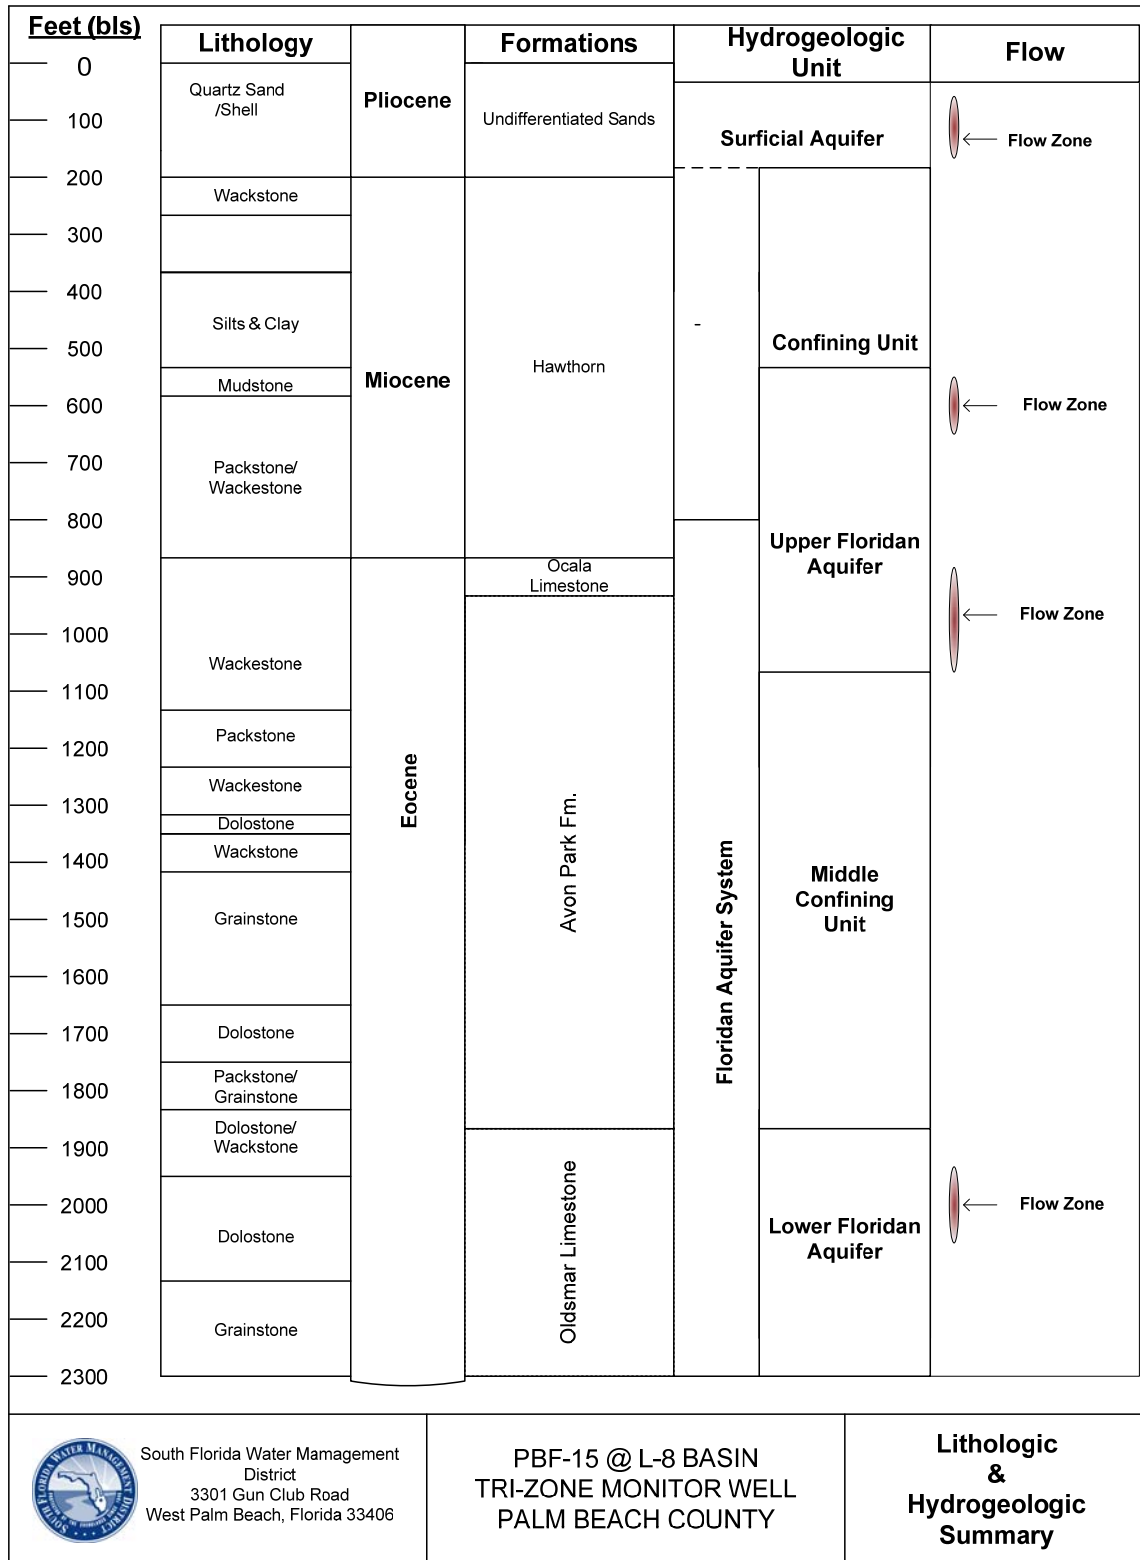 Feet (bls)
Lithology
Formations
Hydrogeologic
Unit
Flow
0
100
200
300
400
500
600
700
800
900
1000
1100
1200
1300
1400
1500
1600
1700
1800
1900
2000
2100
2200
2300
Quartz Sand
/Shell
Wackstone
Silts & Clay
Mudstone
Packstone/
Wackestone
Wackestone
Packstone
Wackestone
Dolostone
Wackstone
Grainstone
Dolostone
Packstone/
Grainstone
Dolostone/
Wackstone
Dolostone
Grainstone
Pliocene
Miocene
Eocene
Undifferentiated Sands
Hawthorn
Ocala
Limestone
Avon Park Fm.
Oldsmar Limestone
Surficial Aquifer
-
Floridan Aquifer System
Confining Unit
Upper Floridan
Aquifer
Middle
Confining
Unit
Lower Floridan
Aquifer
Flow Zone
Flow Zone
Flow Zone
Flow Zone
SOUTH FLORIDA WATER MANAGEMENT DISTRICT
South Florida Water Mamagement
District
3301 Gun Club Road
West Palm Beach, Florida 33406
PBF-15 @ L-8 BASIN
TRI-ZONE MONITOR WELL
PALM BEACH COUNTY
Lithologic
&
Hydrogeologic
Summary